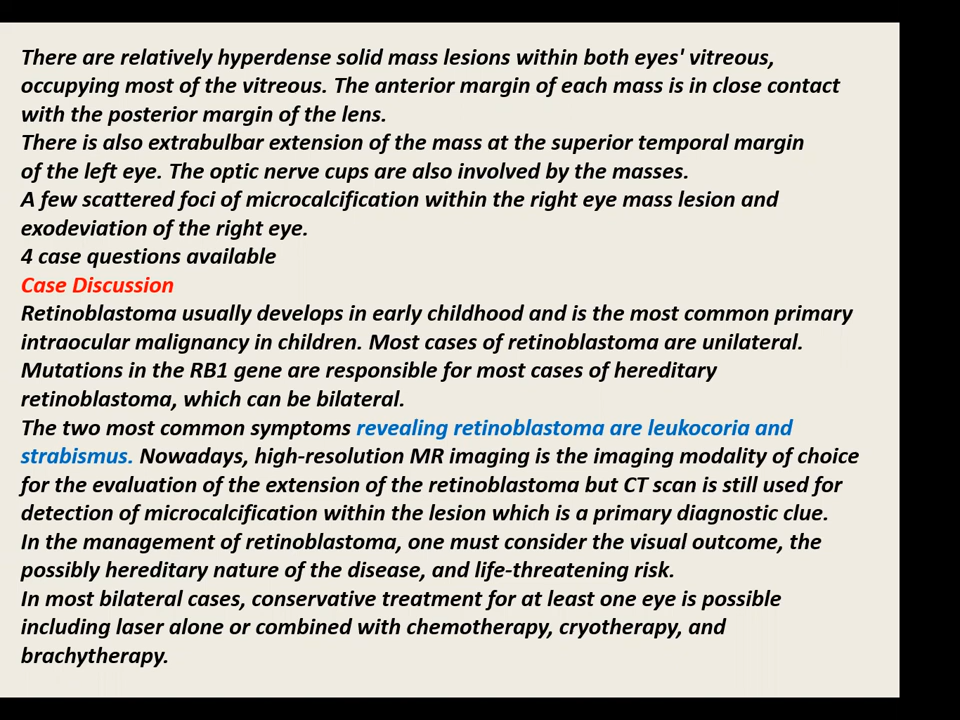 There are relatively hyperdense solid mass lesions within both eyes' vitreous,
occupying most of the vitreous. The anterior margin of each mass is in close contact
with the posterior margin of the lens.
There is also extrabulbar extension of the mass at the superior temporal margin
of the left eye. The optic nerve cups are also involved by the masses.
A few scattered foci of microcalcification within the right eye mass lesion and
exodeviation of the right eye.
4 case questions available
Case Discussion
Retinoblastoma usually develops in early childhood and is the most common primary
intraocular malignancy in children. Most cases of retinoblastoma are unilateral.
Mutations in the RB1 gene are responsible for most cases of hereditary
retinoblastoma, which can be bilateral.
The two most common symptoms revealing retinoblastoma are leukocoria and
strabismus. Nowadays, high-resolution MR imaging is the imaging modality of choice
for the evaluation of the extension of the retinoblastoma but CT scan is still used for
detection of microcalcification within the lesion which is a primary diagnostic clue.
In the management of retinoblastoma, one must consider the visual outcome, the
possibly hereditary nature of the disease, and life-threatening risk.
In most bilateral cases, conservative treatment for at least one eye is possible
including laser alone or combined with chemotherapy, cryotherapy, and
brachytherapy.